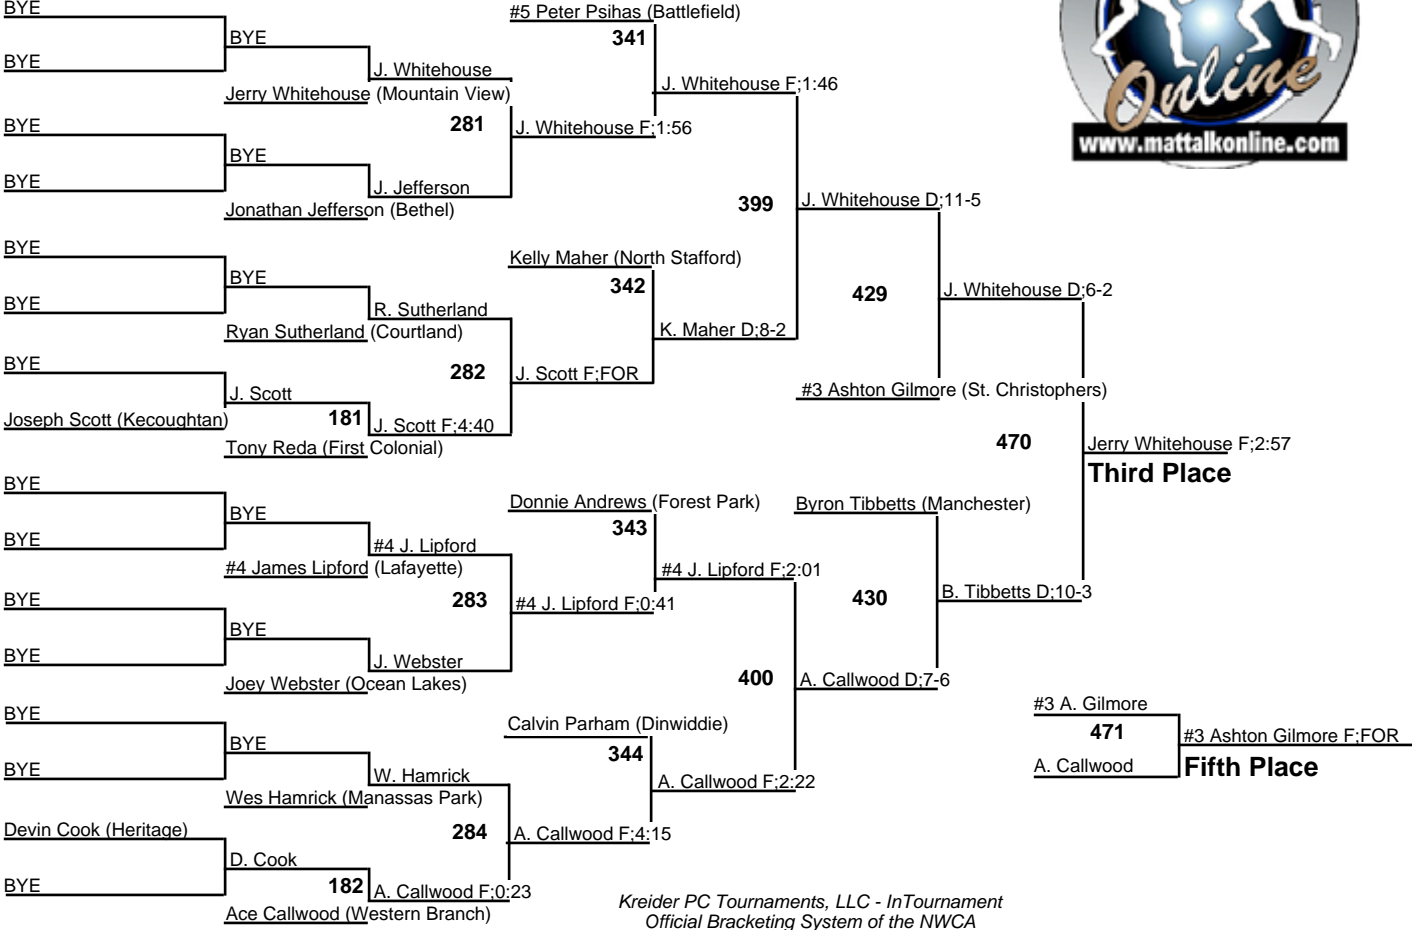 BYE
BYE
BYE
J. Whitehouse
Jerry Whitehouse (Mountain View)
281
BYE
BYE
BYE
J. Jefferson
Jonathan Jefferson (Bethel)
#5 Peter Psihas (Battlefield)
341
J. Whitehouse F;1:56
J. Whitehouse F;1:46
BYE
BYE
BYE
R. Sutherland
Ryan Sutherland (Courtland)
282
BYE
Joseph Scott (Kecoughtan)
J. Scott
181
J. Scott F;4:40
Tony Reda (First Colonial)
Kelly Maher (North Stafford)
342
J. Scott F;FOR
K. Maher D;8-2
399
J. Whitehouse D;11-5
429
#3 Ashton Gilmore (St. Christophers)
J. Whitehouse D;6-2
BYE
BYE
BYE
#4 J. Lipford
#4 James Lipford (Lafayette)
283
BYE
BYE
BYE
J. Webster
Joey Webster (Ocean Lakes)
Donnie Andrews (Forest Park)
343
#4 J. Lipford F;0:41
#4 J. Lipford F;2:01
BYE
BYE
BYE
W. Hamrick
Wes Hamrick (Manassas Park)
284
Devin Cook (Heritage)
BYE
D. Cook
182
A. Callwood F;0:23
Ace Callwood (Western Branch)
Calvin Parham (Dinwiddie)
344
A. Callwood F;4:15
A. Callwood F;2:22
400
A. Callwood D;7-6
Byron Tibbetts (Manchester)
430
B. Tibbetts D;10-3
470
Jerry Whitehouse F;2:57
Third Place
#3 A. Gilmore
471
A. Callwood
#3 Ashton Gilmore F;FOR
Fifth Place
Online
www.mattalkonline.com
Kreider PC Tournaments, LLC - InTournament
Official Bracketing System of the NWCA